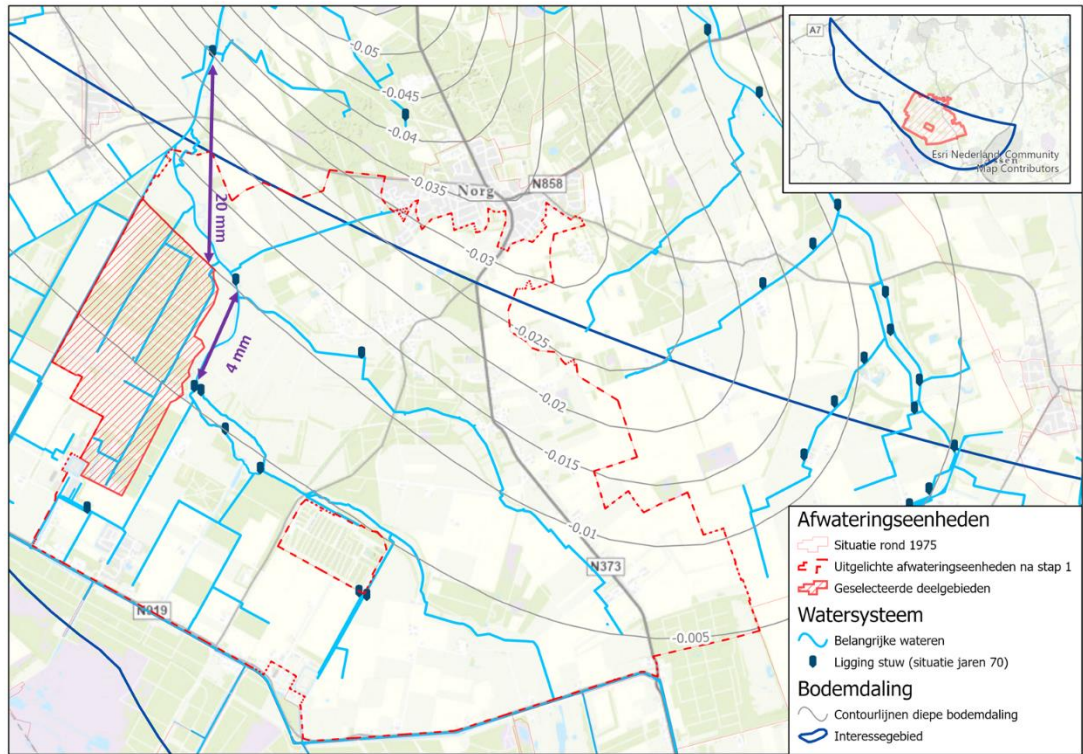 -0.05
-0.045
-0.04
-0.035
Norg
N858
-0.03
20 mm
-0.025
4 mm
-0.02
-0.015
-0.01
N373
N919
-0.005
A7
Esri Nederland, Community
Map Contributors
Afwateringseenheden
Situatie rond 1975
Uitgelichte afwateringseenheden na stap 1
Geselecteerde deelgebieden
Watersysteem
Belangrijke wateren
Ligging stuw (situatie jaren 70)
Bodemdaling
Contourlijnen diepe bodemdaling
Interessegebied